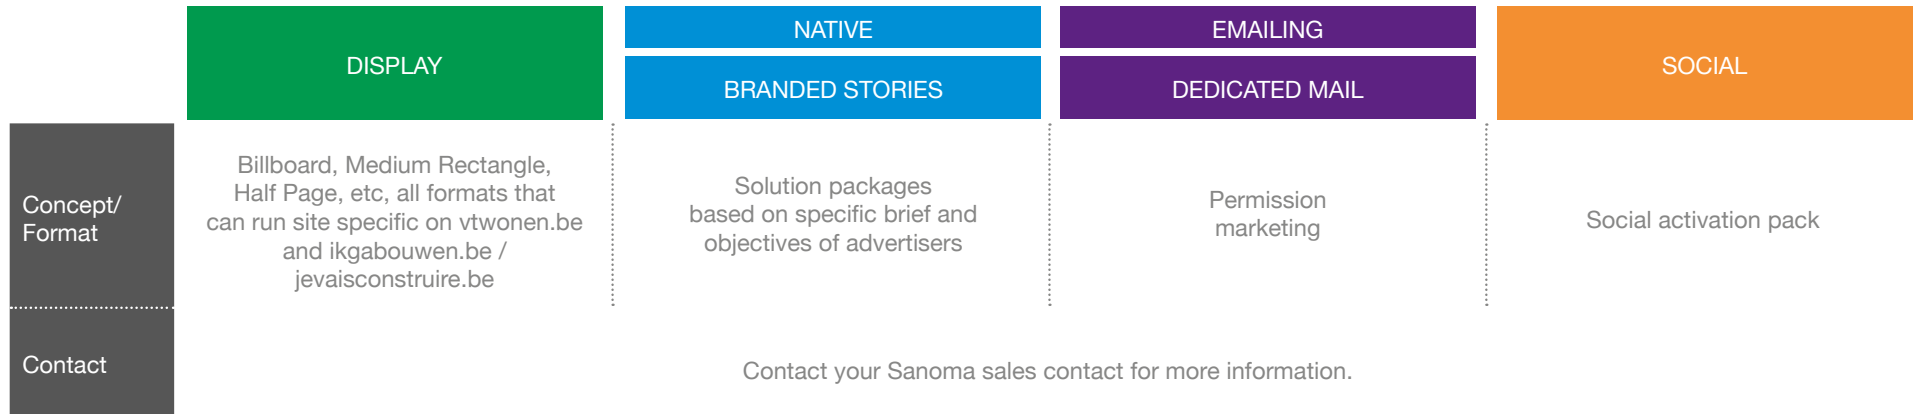 DISPLAY
NATIVE
BRANDED STORIES
EMAILING
DEDICATED MAIL
SOCIAL
Concept/
Format
Billboard, Medium Rectangle,
Half Page, etc, all formats that
can run site specific on vtwonen.be
and ikgabouwen.be /
jevaisconstruire.be
Solution packages
based on specific brief and
objectives of advertisers
Permission
marketing
Social activation pack
Contact
Contact your Sanoma sales contact for more information.